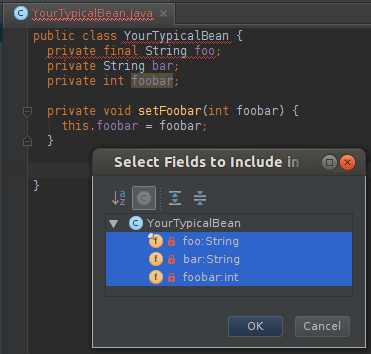 YourTypicalBean.java
public class YourTypicalBean {
private final String foo;
private String bar;
private int foobar;
private void setFoobar(int foobar) {
this.foobar = foobar;
}
}
Select Fields to Include in
YourTypicalBean
foo:String
bar:String
foobar:int
OK
Cancel